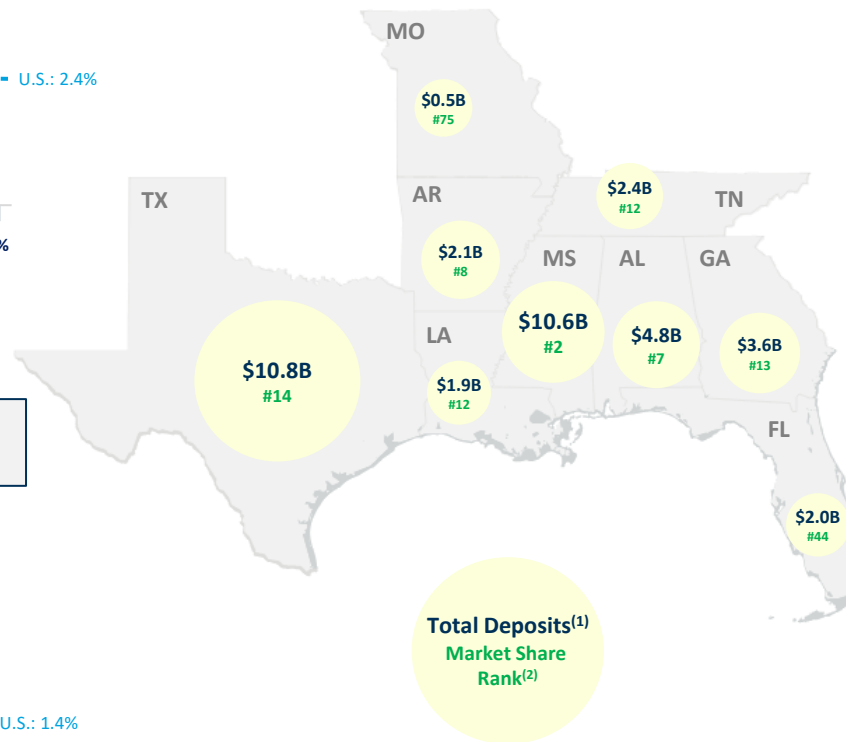 MO
U.S.: 2.4%
$0.5B
#75
TX
AR
$2.4B
#12
TN
%
$2.1B
#8
MS
AL
GA
LA
$10.6B
#2
$4.8B
#7
$3.6B
#13
$10.8B
#14
$1.9B
#12
FL
$2.0B
#44
Total Deposits(1)
Market Share
Rank(2)
U.S.: 1.4%